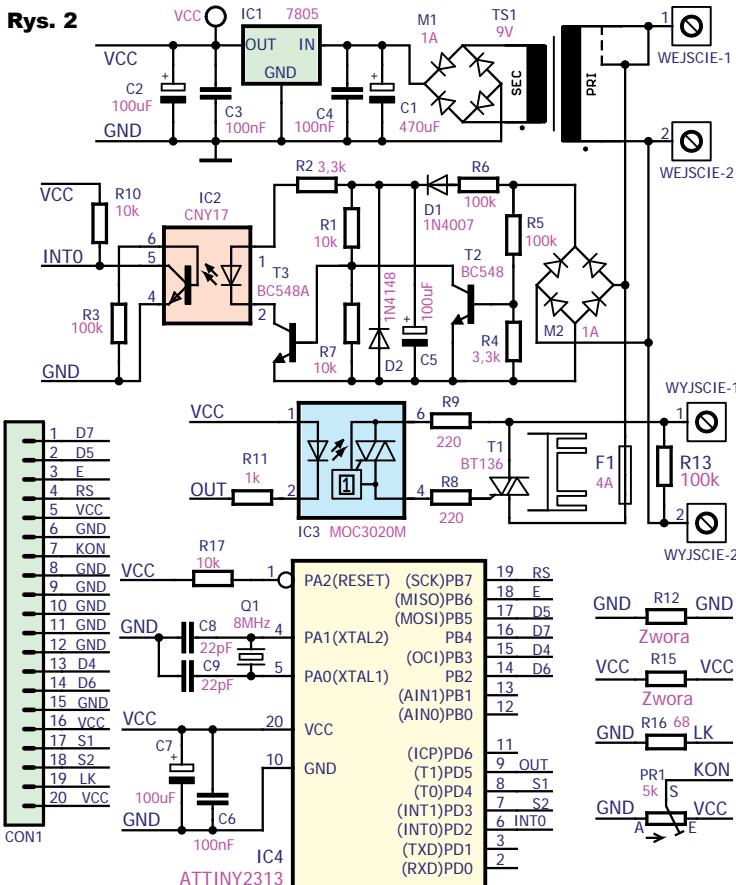 Rys. 2
VCC
IC1 7805
OUT IN
GND
VCC
C2
100uF
C3
100nF
C4
100nF
C1
470uF
GND
M1
1A
TS1
9V
SEC
PRI
1
WEJSCIE-1
2
WEJSCIE-2
VCC
R10
10k
INT0
R3
100k
GND
IC2
CNY17
6
5
4
1
2
R2 3,3k
R1
10k
T3
BC548A
R7
10k
1N4148
D2
D1
1N4007
100uF
C5
R6
100k
T2
BC548
R5
100k
R4
3,3k
M2
1A
VCC
R11
1k
OUT
1
2
1
6
4
IC3 MOC3020M
R9
220
R8
220
T1
BT136
F1
4A
WYJSCIE-1
1
R13
100k
2
WYJSCIE-2
1 D7
2 D5
3 E
4 RS
5 VCC
6 GND
7 KON
8 GND
9 GND
10 GND
11 GND
12 GND
13 D4
14 D6
15 GND
16 VCC
17 S1
18 S2
19 LK
20 VCC
CON1
VCC
R17
10k
GND
C8
22pF
C9
22pF
Q1
8MHz
VCC
C7
100uF
C6
100nF
GND
1 PA2(RESET)
4 PA1(XTAL2)
5 PA0(XTAL1)
20 VCC
10 GND
(SCK)PB7 19 RS
(MISO)PB6 18 E
(MOSI)PB5 17 D5
PB4 16 D7
(OCI)PB3 15 D4
PB2 14 D6
(AIN1)PB1 13
(AIN0)PB0 12
(ICP)PD6 11
(T1)PD5 9 OUT
(T0)PD4 8 S1
(INT1)PD3 7 S2
(INT0)PD2 6 INT0
(TXD)PD1 3
(RXD)PD0 2
IC4
ATTINY2313
GND R12 GND
Zwora
VCC R15 VCC
Zwora
GND R16 68 LK
PR1
5k
KON
S
GND VCC
A E